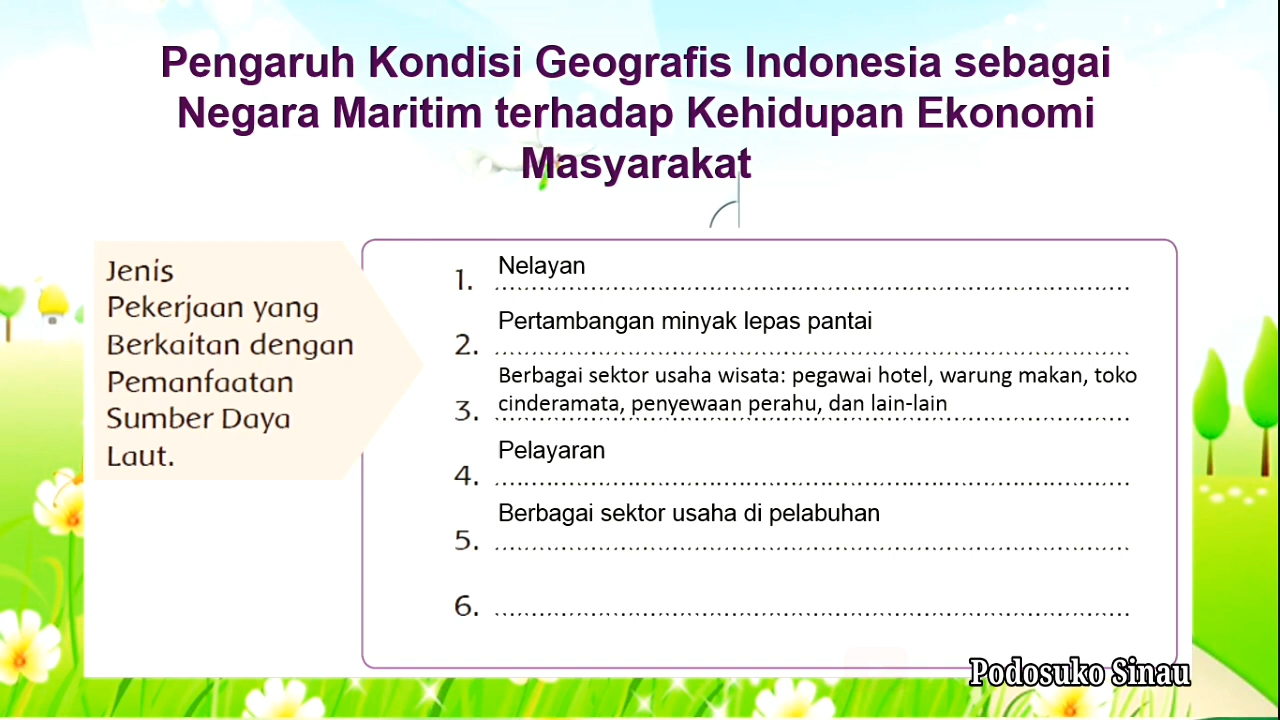 Pengaruh Kondisi Geografis Indonesia sebagai
Negara Maritim terhadap Kehidupan Ekonomi
Masyarakat
Jenis
Pekerjaan yang
Berkaitan dengan
Pemanfaatan
Sumber Daya
Laut.
1. Nelayan
2. Pertambangan minyak lepas pantai
3. Berbagai sektor usaha wisata: pegawai hotel, warung makan, toko
cinderamata, penyewaan perahu, dan lain-lain
4. Pelayaran
5. Berbagai sektor usaha di pelabuhan
6.
Podosuko Sinau